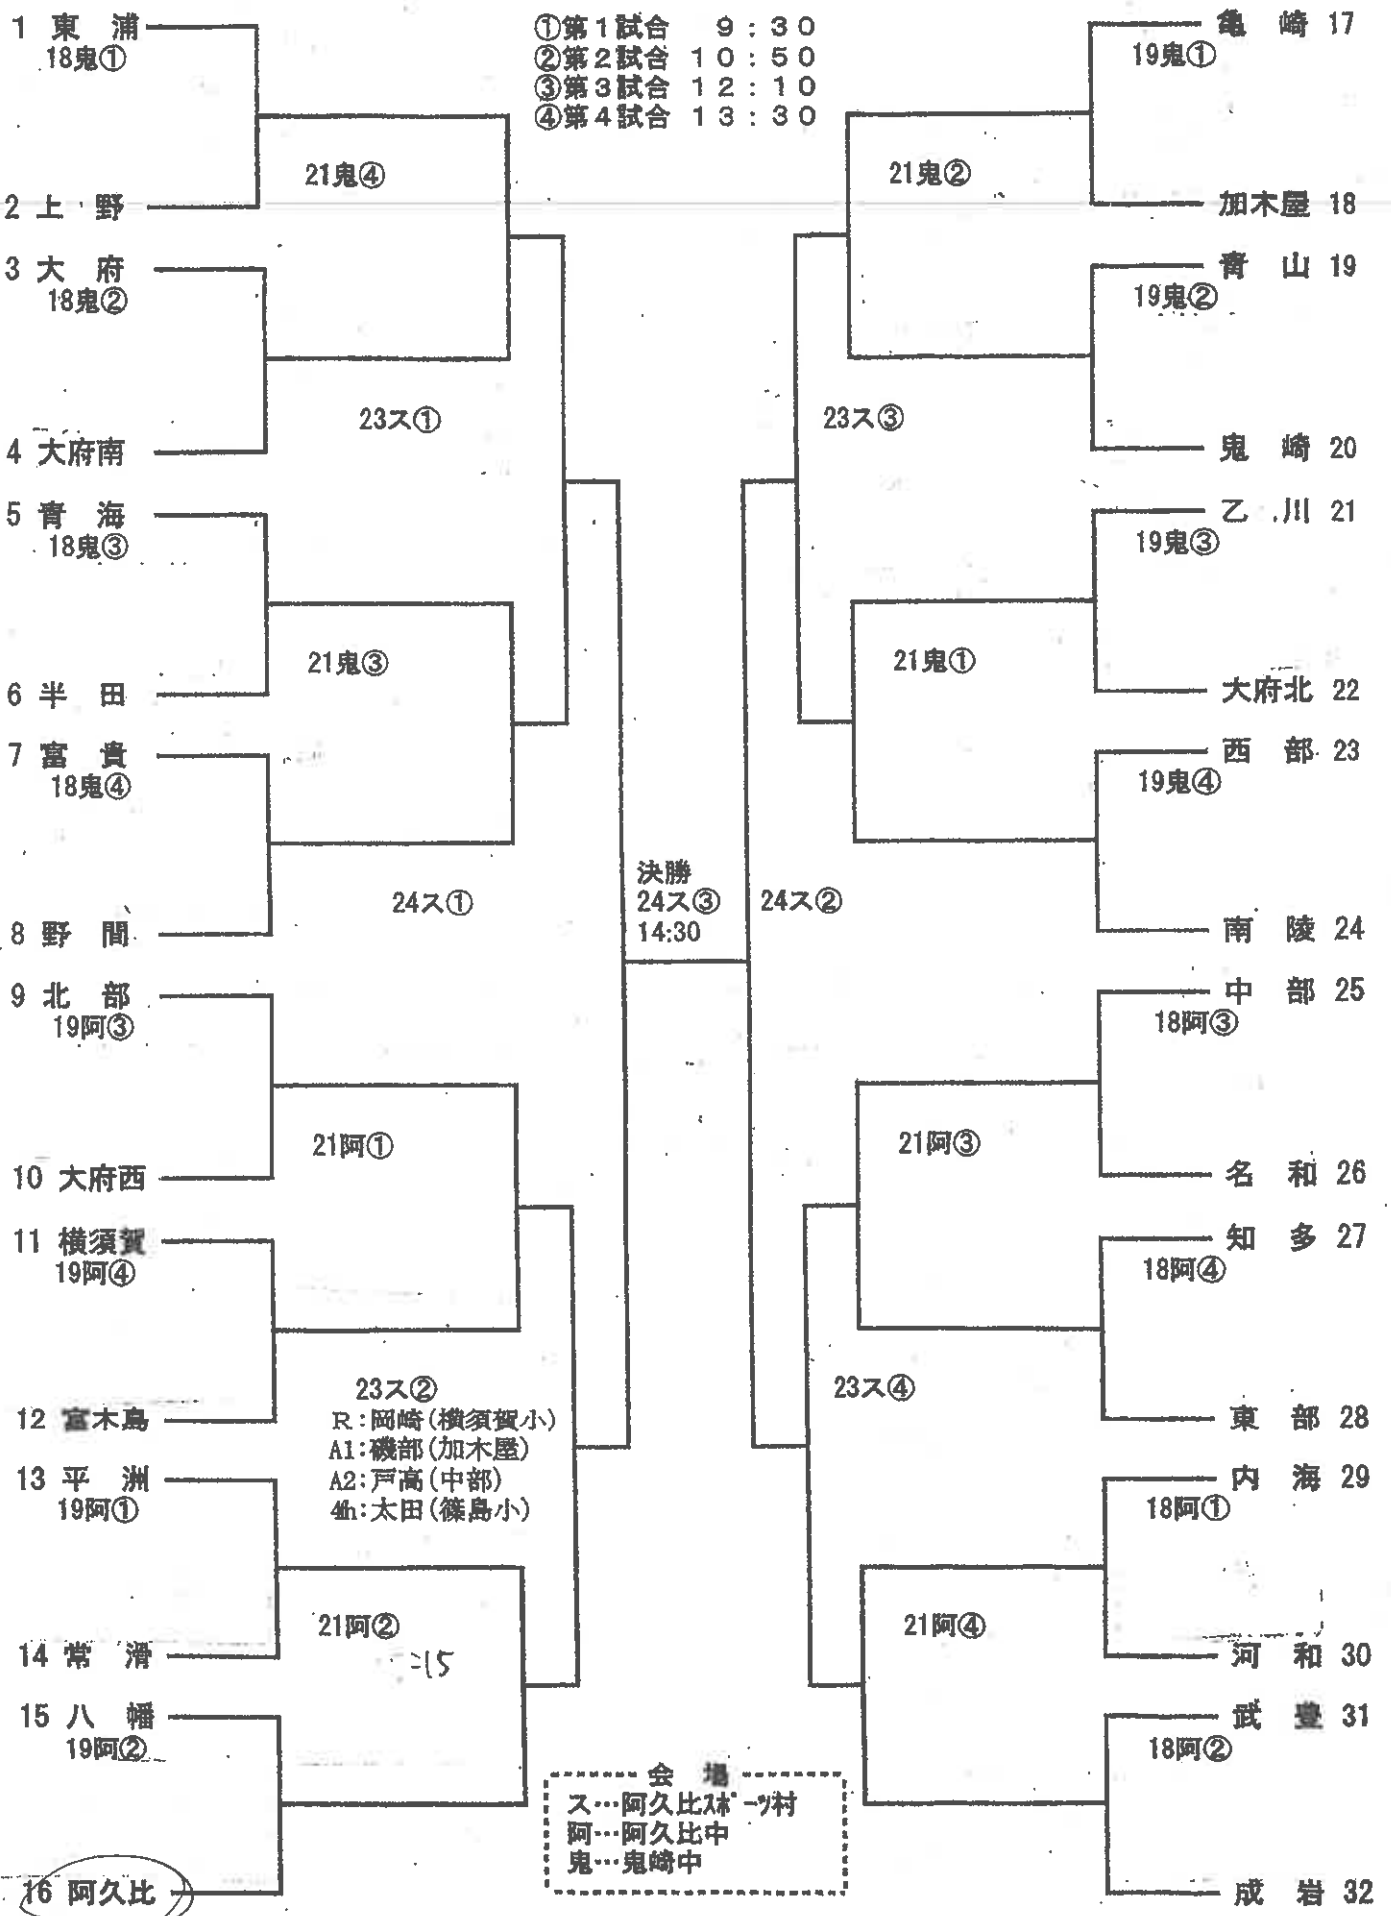 ①第1試合 9：30
②第2試合 10：50
③第3試合 12：10
④第4試合 13：30
1 東浦
18鬼①
2 上野
21鬼④
3 大府
18鬼②
4 大府南
23ス①
5 青海
18鬼③
6 半田
21鬼③
7 富貴
18鬼④
8 野間
24ス①
9 北部
19阿③
10 大府西
21阿①
11 横須賀
19阿④
12 富木島
23ス②
R:岡崎(横須賀小)
A1:磯部(加木屋)
A2:戸高(中部)
4th:太田(篠島小)
13 平洲
19阿①
14 常滑
21阿②
:15
15 八幡
19阿②
16 阿久比
決勝
24ス③
14:30
亀崎 17
19鬼①
加木屋 18
21鬼②
青山 19
19鬼②
鬼崎 20
23ス③
乙川 21
19鬼③
大府北 22
21鬼①
西部 23
19鬼④
南陵 24
24ス②
中部 25
18阿③
名和 26
21阿③
知多 27
18阿④
東部 28
23ス④
内海 29
18阿①
河和 30
21阿④
武豊 31
18阿②
成岩 32
会場
ス…阿久比ｽﾎﾟｰﾂ村
阿…阿久比中
鬼…鬼崎中